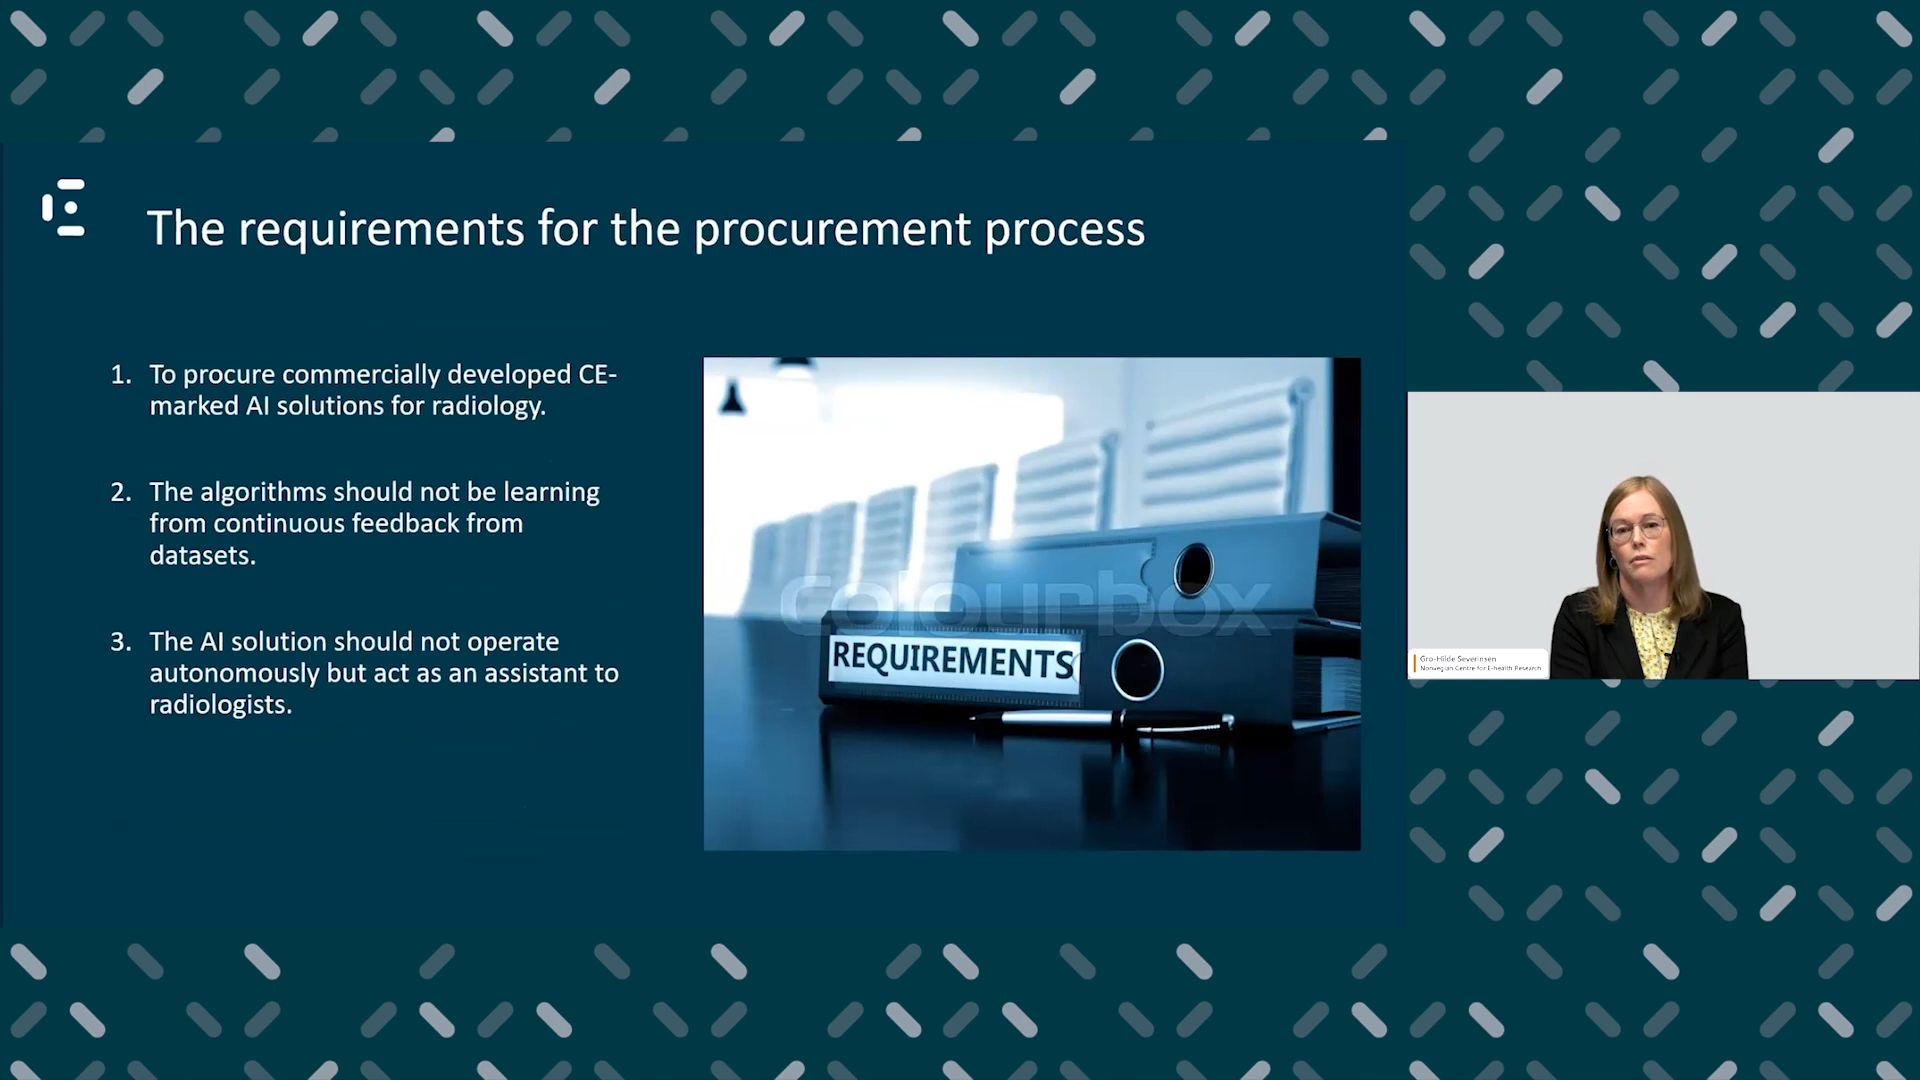 The requirements for the procurement process
1. To procure commercially developed CE-
marked AI solutions for radiology.
2. The algorithms should not be learning
from continuous feedback from
datasets.
3. The AI solution should not operate
autonomously but act as an assistant to
radiologists.
colourbox
REQUIREMENTS
Gro-Hilde Severinsen
Norwegian Centre for E-health Research